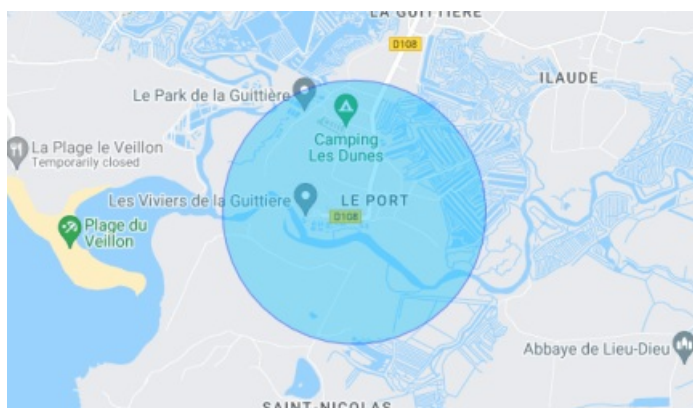 LA GUITTIÈRE
D108
ILAUDE
Le Park de la Guittière
Camping
Les Dunes
La Plage le Veillon
Temporarily closed
Les Viviers de la Guittière
LE PORT
D108
Plage du
Veillon
Abbaye de Lieu-Dieu
SAINT-NICOLAS